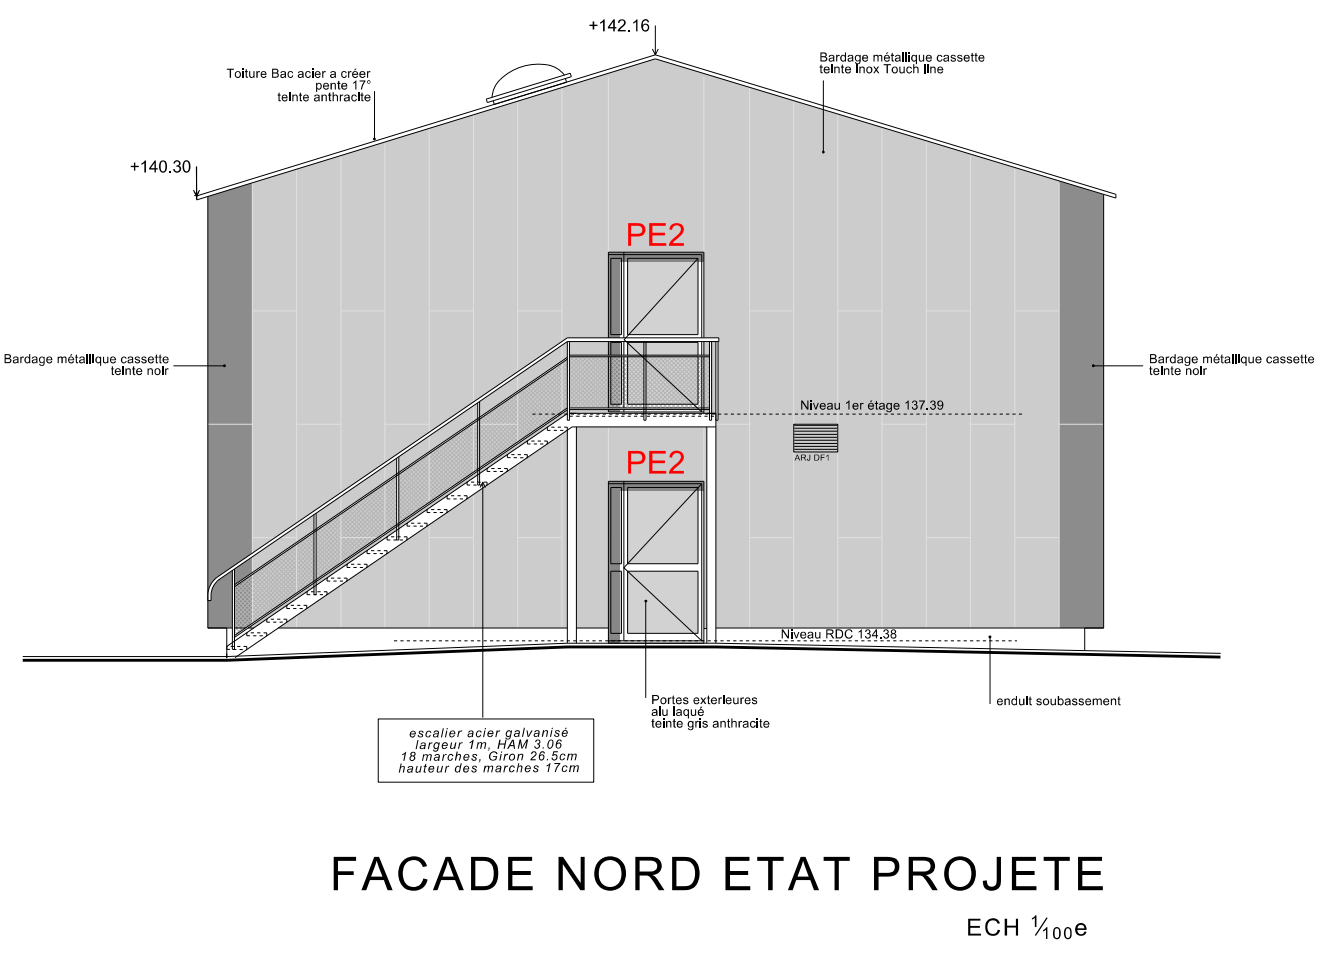 +142.16
Toiture Bac acier a créer
pente 17°
teinte anthracite
Bardage métallique cassette
teinte Inox Touch line
+140.30
PE2
Bardage métallique cassette
teinte noir
Bardage métallique cassette
teinte noir
Niveau 1er étage 137.39
ARJ DF1
PE2
Niveau RDC 134.38
Portes exterieures
alu laqué
teinte gris anthracite
enduit soubassement
escalier acier galvanisé
largeur 1m, HAM 3.06
18 marches, Giron 26.5cm
hauteur des marches 17cm
FACADE NORD ETAT PROJETE
ECH 1/100e